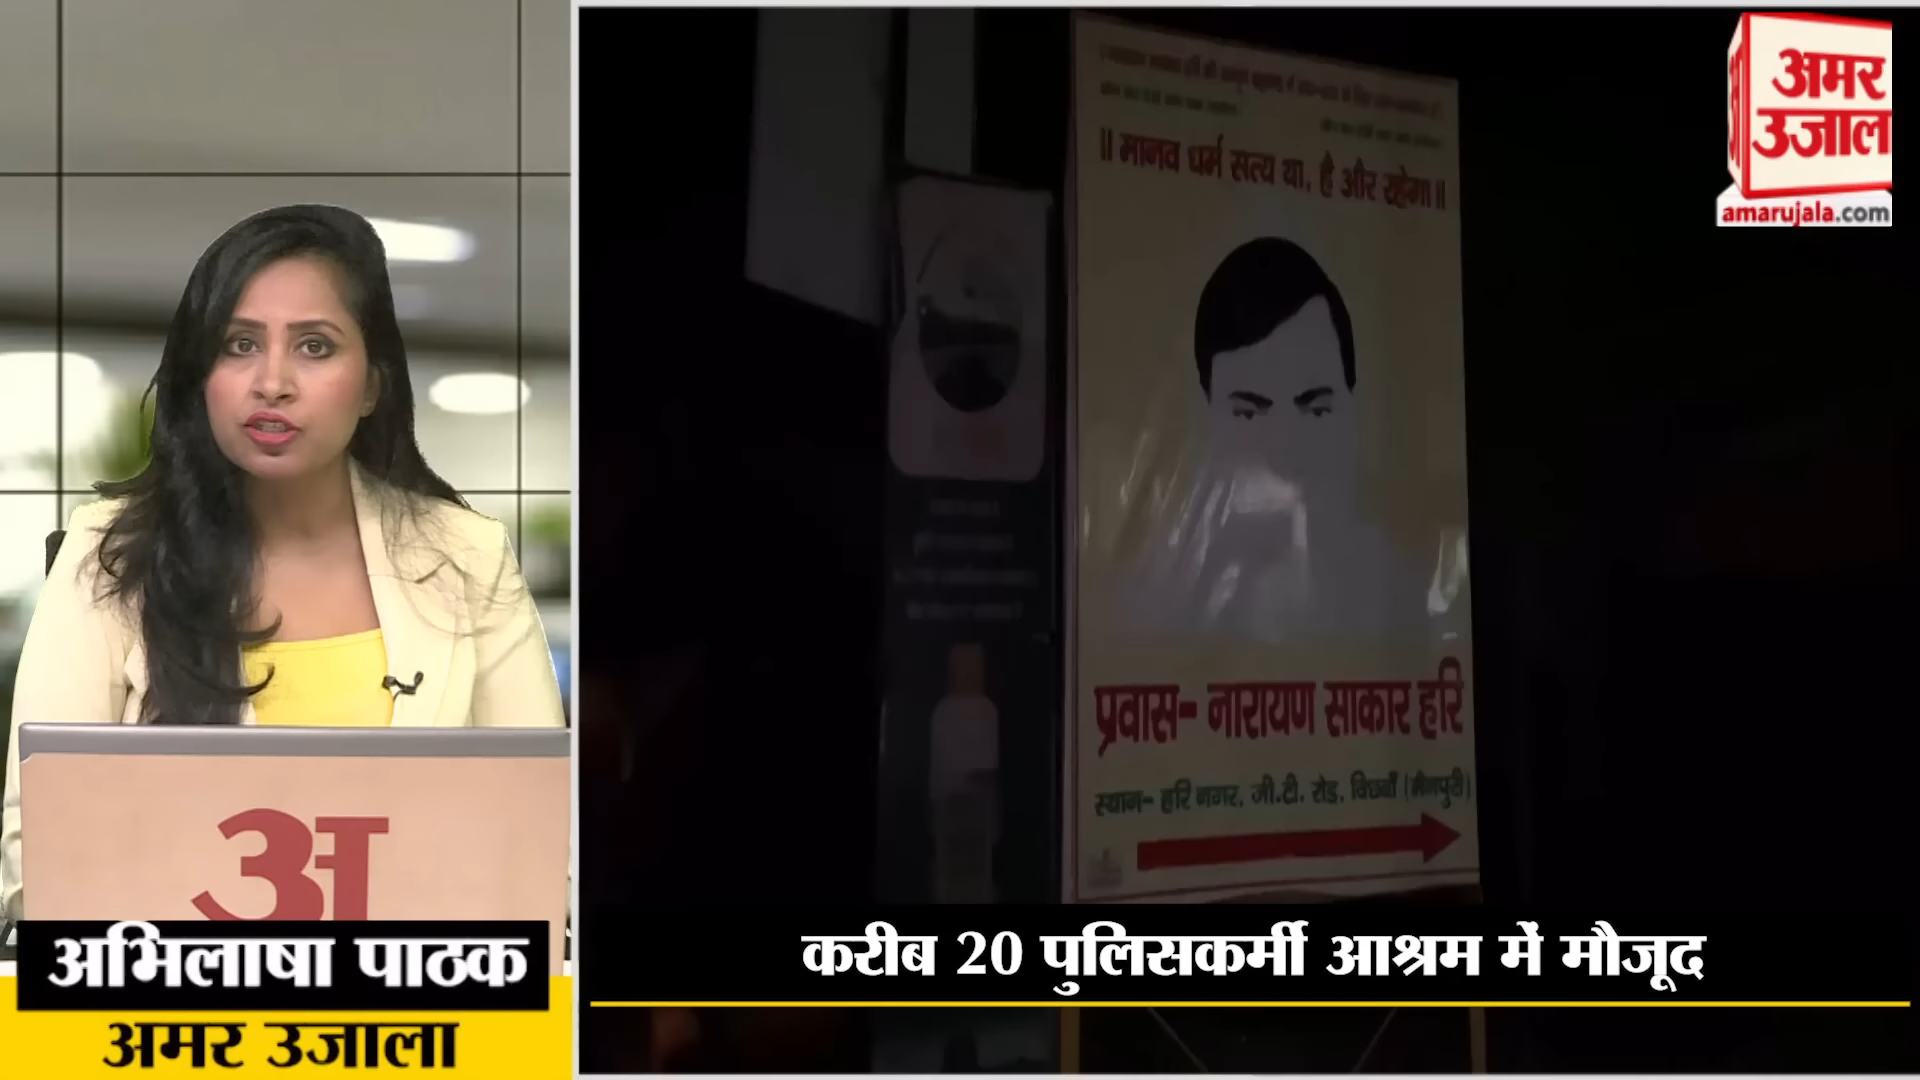 अमर
उजाल
amarujala.com
॥ मानव धर्म सत्य था, है और रहेगा ॥
प्रवास- नारायण साकार हरि
स्थान- हरि नगर, जी.टी. रोड, बिछवाँ (मैनपुरी)
अ
अभिलाषा पाठक
अमर उजाला
करीब 20 पुलिसकर्मी आश्रम में मौजूद